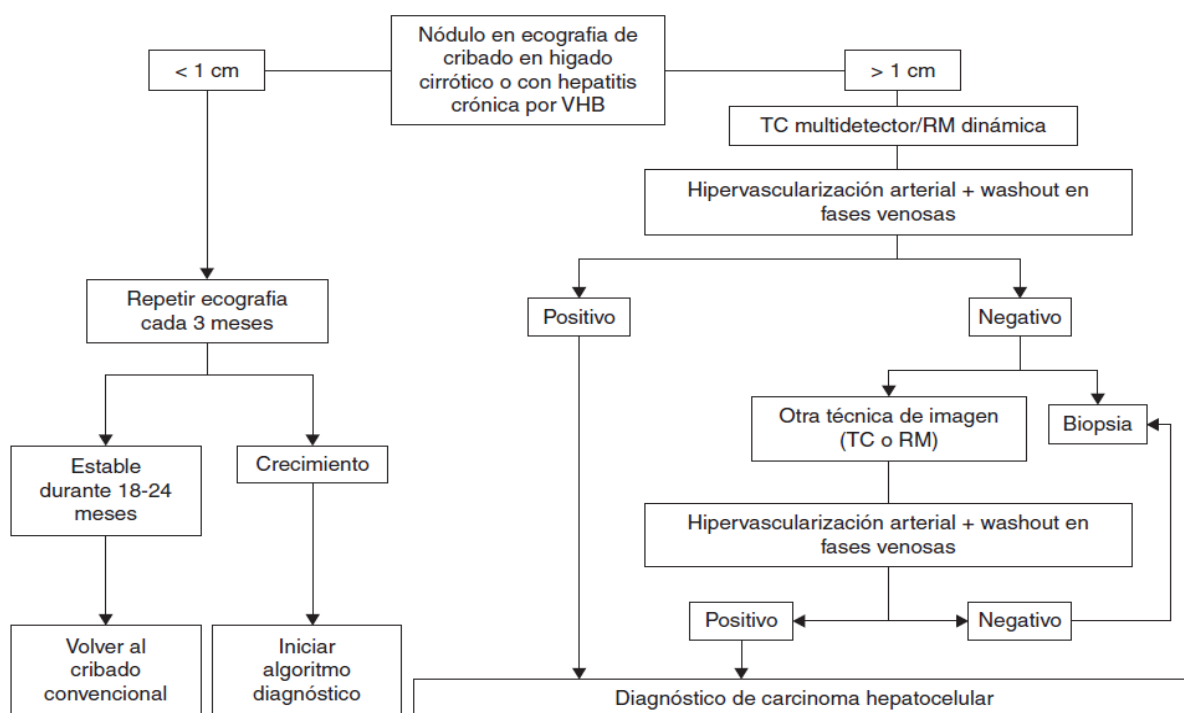 Nódulo en ecografia de
cribado en higado
cirrótico o con hepatitis
crónica por VHB
< 1 cm
> 1 cm
TC multidetector/RM dinámica
Hipervascularización arterial + washout en
fases venosas
Repetir ecografia
cada 3 meses
Positivo
Negativo
Otra técnica de imagen
(TC o RM)
Biopsia
Estable
durante 18-24
meses
Crecimiento
Hipervascularización arterial + washout en
fases venosas
Positivo
Negativo
Volver al
cribado
convencional
Iniciar
algoritmo
diagnóstico
Diagnóstico de carcinoma hepatocelular